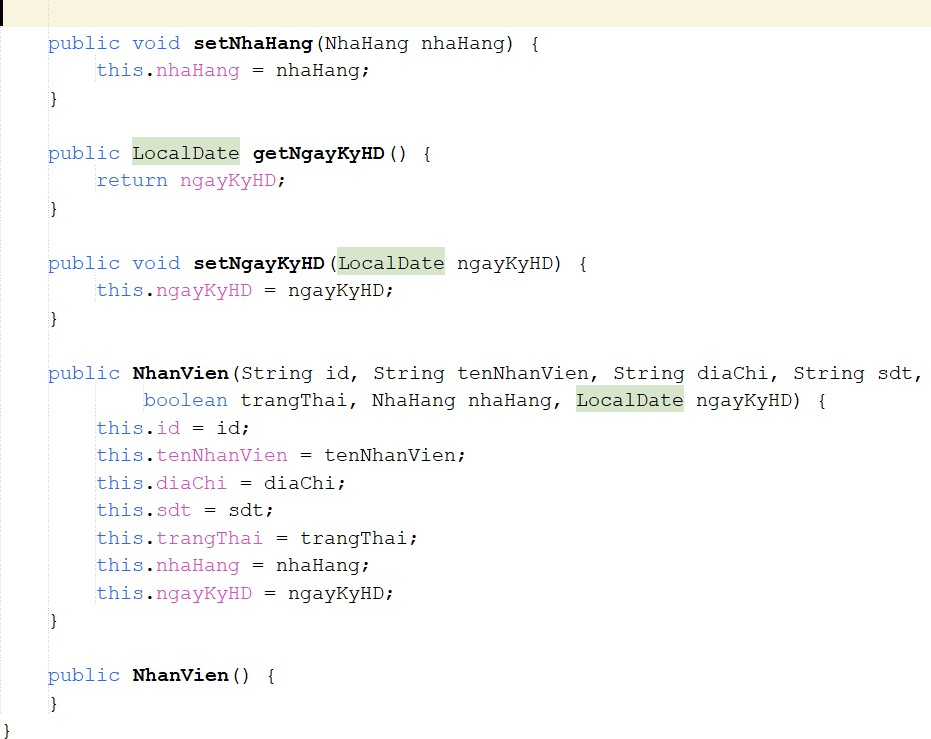 public void setNhaHang(NhaHang nhaHang) {
this.nhaHang = nhaHang;
}
public LocalDate getNgayKyHD() {
return ngayKyHD;
}
public void setNgayKyHD(LocalDate ngayKyHD) {
this.ngayKyHD = ngayKyHD;
}
public NhanVien(String id, String tenNhanVien, String diaChi, String sdt,
boolean trangThai, NhaHang nhaHang, LocalDate ngayKyHD) {
this.id = id;
this.tenNhanVien = tenNhanVien;
this.diaChi = diaChi;
this.sdt = sdt;
this.trangThai = trangThai;
this.nhaHang = nhaHang;
this.ngayKyHD = ngayKyHD;
}
public NhanVien() {
}
}